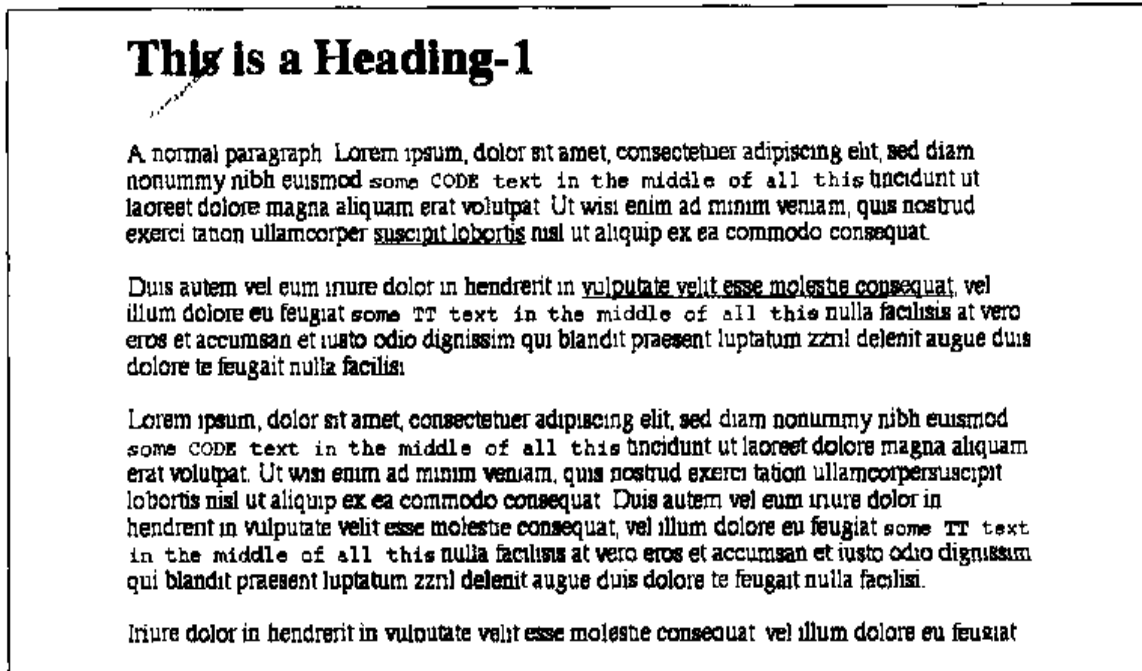 This is a Heading-1
A normal paragraph Lorem ipsum, dolor sit amet, consectetuer adipiscing elit, sed diam
nonummy nibh euismod some CODE text in the middle of all this tincidunt ut
laoreet dolore magna aliquam erat volutpat Ut wisi enim ad minim veniam, quis nostrud
exerci tation ullamcorper suscipit lobortis nisl ut aliquip ex ea commodo consequat.
Duis autem vel eum iriure dolor in hendrerit in vulputate velit esse molestie consequat, vel
illum dolore eu feugiat some TT text in the middle of all this nulla facilisis at vero
eros et accumsan et iusto odio dignissim qui blandit praesent luptatum zzril delenit augue duis
dolore te feugait nulla facilisi
Lorem ipsum, dolor sit amet, consectetuer adipiscing elit, sed diam nonummy nibh euismod
some CODE text in the middle of all this tincidunt ut laoreet dolore magna aliquam
erat volutpat. Ut wisi enim ad minim veniam, quis nostrud exerci tation ullamcorpersuscipit
lobortis nisl ut aliquip ex ea commodo consequat Duis autem vel eum iriure dolor in
hendrerit in vulputate velit esse molestie consequat, vel illum dolore eu feugiat some TT text
in the middle of all this nulla facilisis at vero eros et accumsan et iusto odio dignissim
qui blandit praesent luptatum zzril delenit augue duis dolore te feugait nulla facilisi.
Iriure dolor in hendrerit in vulputate velit esse molestie consequat vel illum dolore eu feugiat